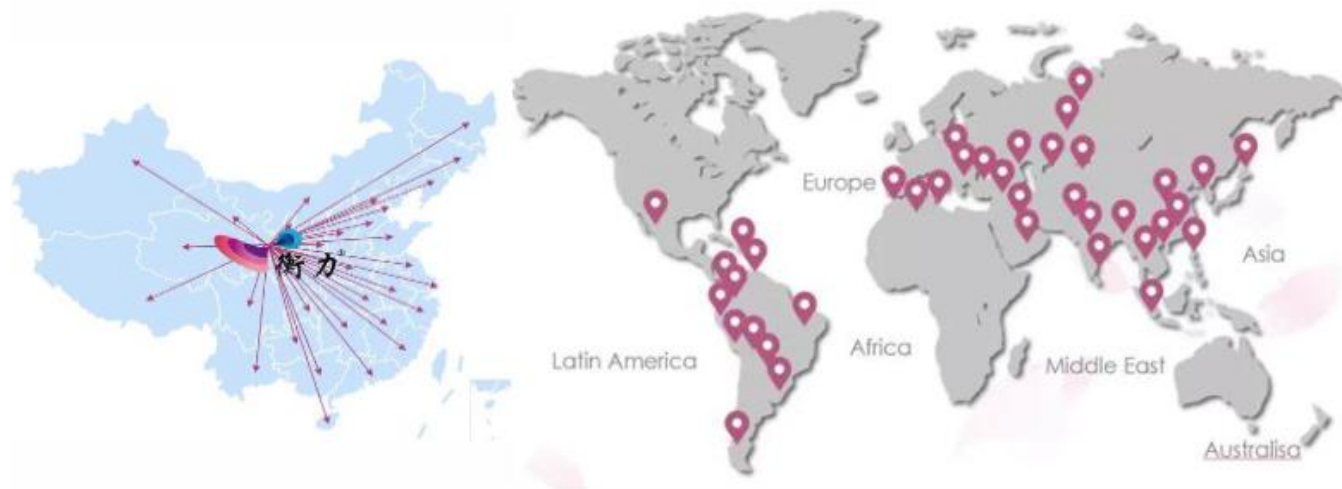 衡力
Europe
Asia
Latin America
Africa
Middle East
Australisa